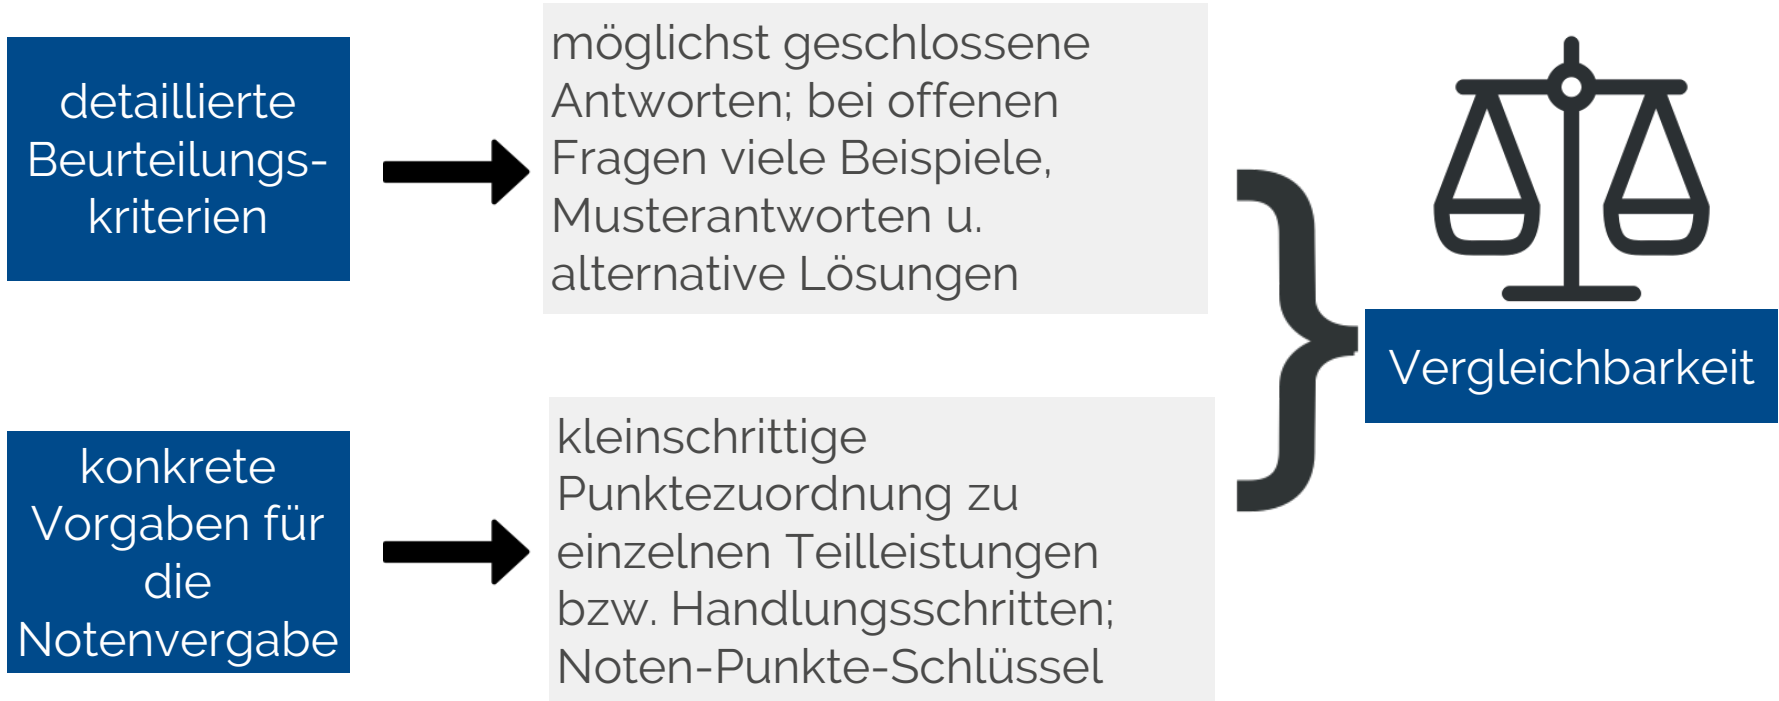 detaillierte
Beurteilungs-
kriterien
möglichst geschlossene
Antworten; bei offenen
Fragen viele Beispiele,
Musterantworten u.
alternative Lösungen
konkrete
Vorgaben für
die
Notenvergabe
kleinschrittige
Punktezuordnung zu
einzelnen Teilleistungen
bzw. Handlungsschritten;
Noten-Punkte-Schlüssel
Vergleichbarkeit